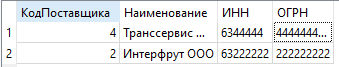 КодПоставщика Наименование ИНН ОГРН
1 4 Транссервис ... 6344444 4444444...
2 2 Интерфрут ООО 63222222 222222222